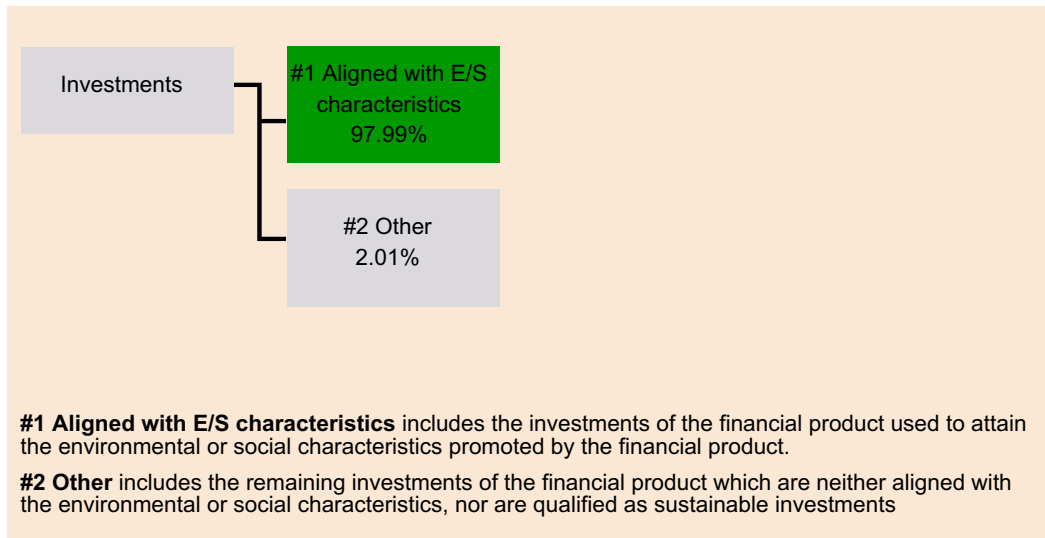 Investments
#1 Aligned with E/S
characteristics
97.99%
#2 Other
2.01%
#1 Aligned with E/S characteristics includes the investments of the financial product used to attain
the environmental or social characteristics promoted by the financial product.
#2 Other includes the remaining investments of the financial product which are neither aligned with
the environmental or social characteristics, nor are qualified as sustainable investments